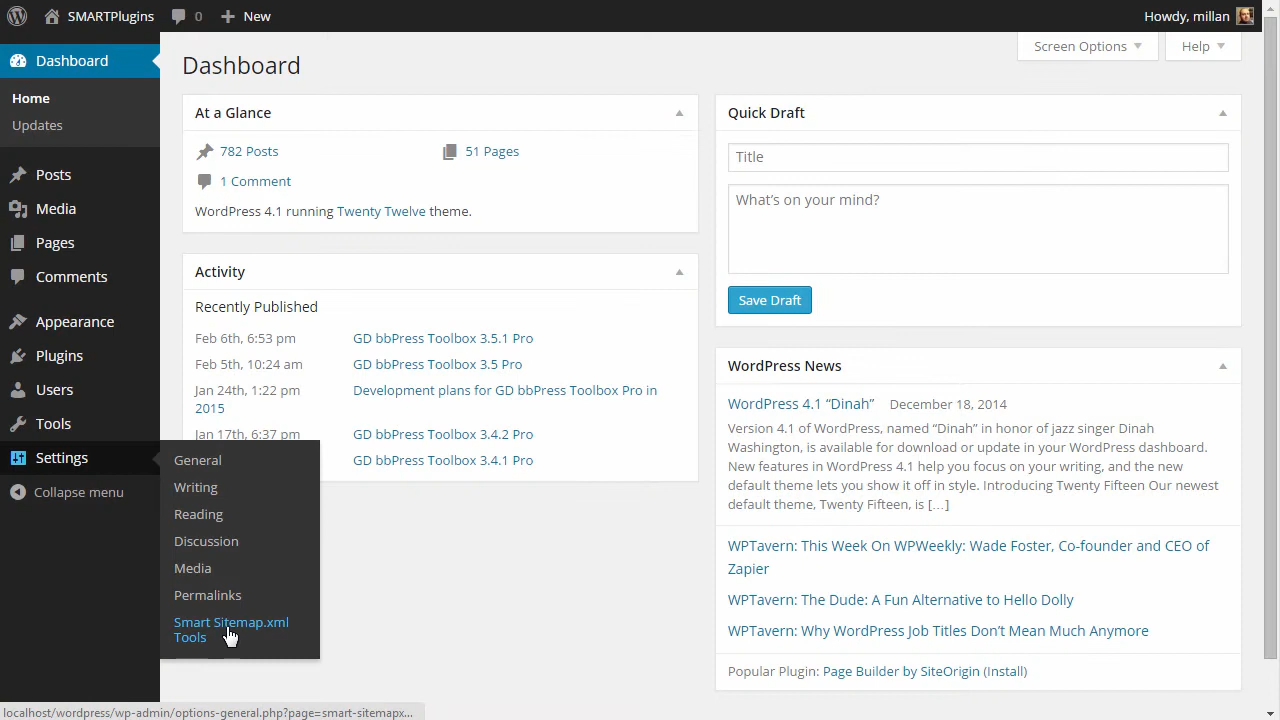 SMARTPlugins
0
New
Howdy, millan
Dashboard
Home
Updates
Posts
Media
Pages
Comments
Appearance
Plugins
Users
Tools
Settings
Collapse menu
General
Writing
Reading
Discussion
Media
Permalinks
Smart Sitemap.xml
Tools
Screen Options
Help
Dashboard
At a Glance
782 Posts
51 Pages
1 Comment
WordPress 4.1 running Twenty Twelve theme.
Activity
Recently Published
Feb 6th, 6:53 pm GD bbPress Toolbox 3.5.1 Pro
Feb 5th, 10:24 am GD bbPress Toolbox 3.5 Pro
Jan 24th, 1:22 pm Development plans for GD bbPress Toolbox Pro in
2015
Jan 17th, 6:37 pm GD bbPress Toolbox 3.4.2 Pro
GD bbPress Toolbox 3.4.1 Pro
Quick Draft
Title
What's on your mind?
Save Draft
WordPress News
WordPress 4.1 “Dinah” December 18, 2014
Version 4.1 of WordPress, named “Dinah” in honor of jazz singer Dinah
Washington, is available for download or update in your WordPress dashboard.
New features in WordPress 4.1 help you focus on your writing, and the new
default theme lets you show it off in style. Introducing Twenty Fifteen Our newest
default theme, Twenty Fifteen, is […]
WPTavern: This Week On WPWeekly: Wade Foster, Co-founder and CEO of
Zapier
WPTavern: The Dude: A Fun Alternative to Hello Dolly
WPTavern: Why WordPress Job Titles Don’t Mean Much Anymore
Popular Plugin: Page Builder by SiteOrigin (Install)
localhost/wordpress/wp-admin/options-general.php?page=smart-sitemapx...